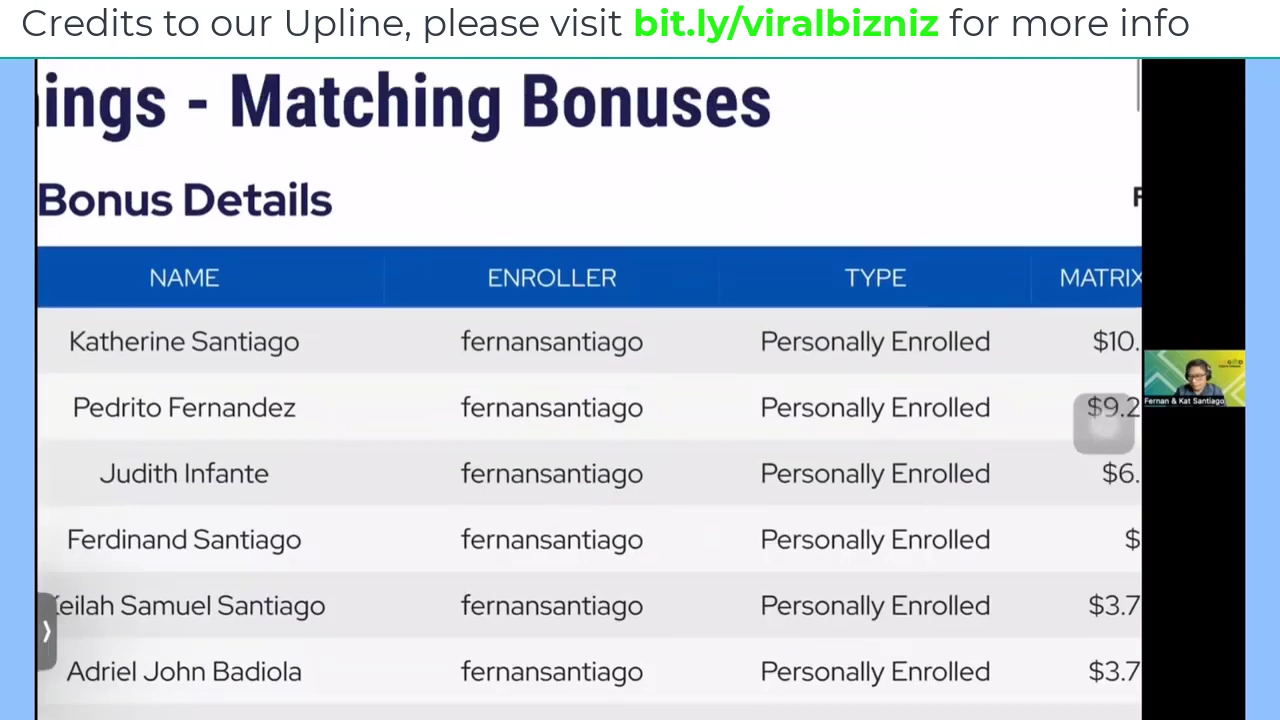 Credits to our Upline, please visit bit.ly/viralbizniz for more info
ings - Matching Bonuses
Bonus Details
F
NAME ENROLLER TYPE MATRIX
Katherine Santiago fernansantiago Personally Enrolled $10.
Pedrito Fernandez fernansantiago Personally Enrolled $9.2
Judith Infante fernansantiago Personally Enrolled $6.
Ferdinand Santiago fernansantiago Personally Enrolled $
eilah Samuel Santiago fernansantiago Personally Enrolled $3.7
Adriel John Badiola fernansantiago Personally Enrolled $3.7
Fernan & Kat Santiago